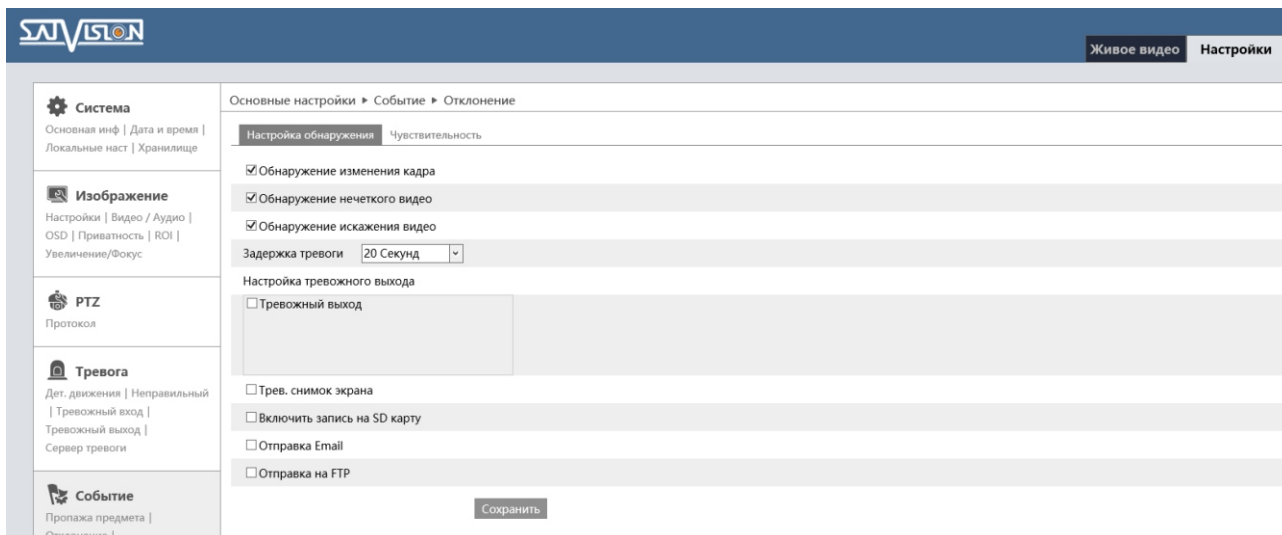 SATVISION
Живое видео
Настройки
Система
Основная инф | Дата и время |
Локальные наст | Хранилище
Изображение
Настройки | Видео / Аудио |
OSD | Приватность | ROI |
Увеличение/Фокус
PTZ
Протокол
Тревога
Дет. движения | Неправильный
| Тревожный вход |
Тревожный выход |
Сервер тревоги
Событие
Пропажа предмета |
Отклонение |
Основные настройки ▸ Событие ▸ Отклонение
Настройка обнаружения Чувствительность
Обнаружение изменения кадра
Обнаружение нечеткого видео
Обнаружение искажения видео
Задержка тревоги 20 Секунд
Настройка тревожного выхода
Тревожный выход
Трев. снимок экрана
Включить запись на SD карту
Отправка Email
Отправка на FTP
Сохранить